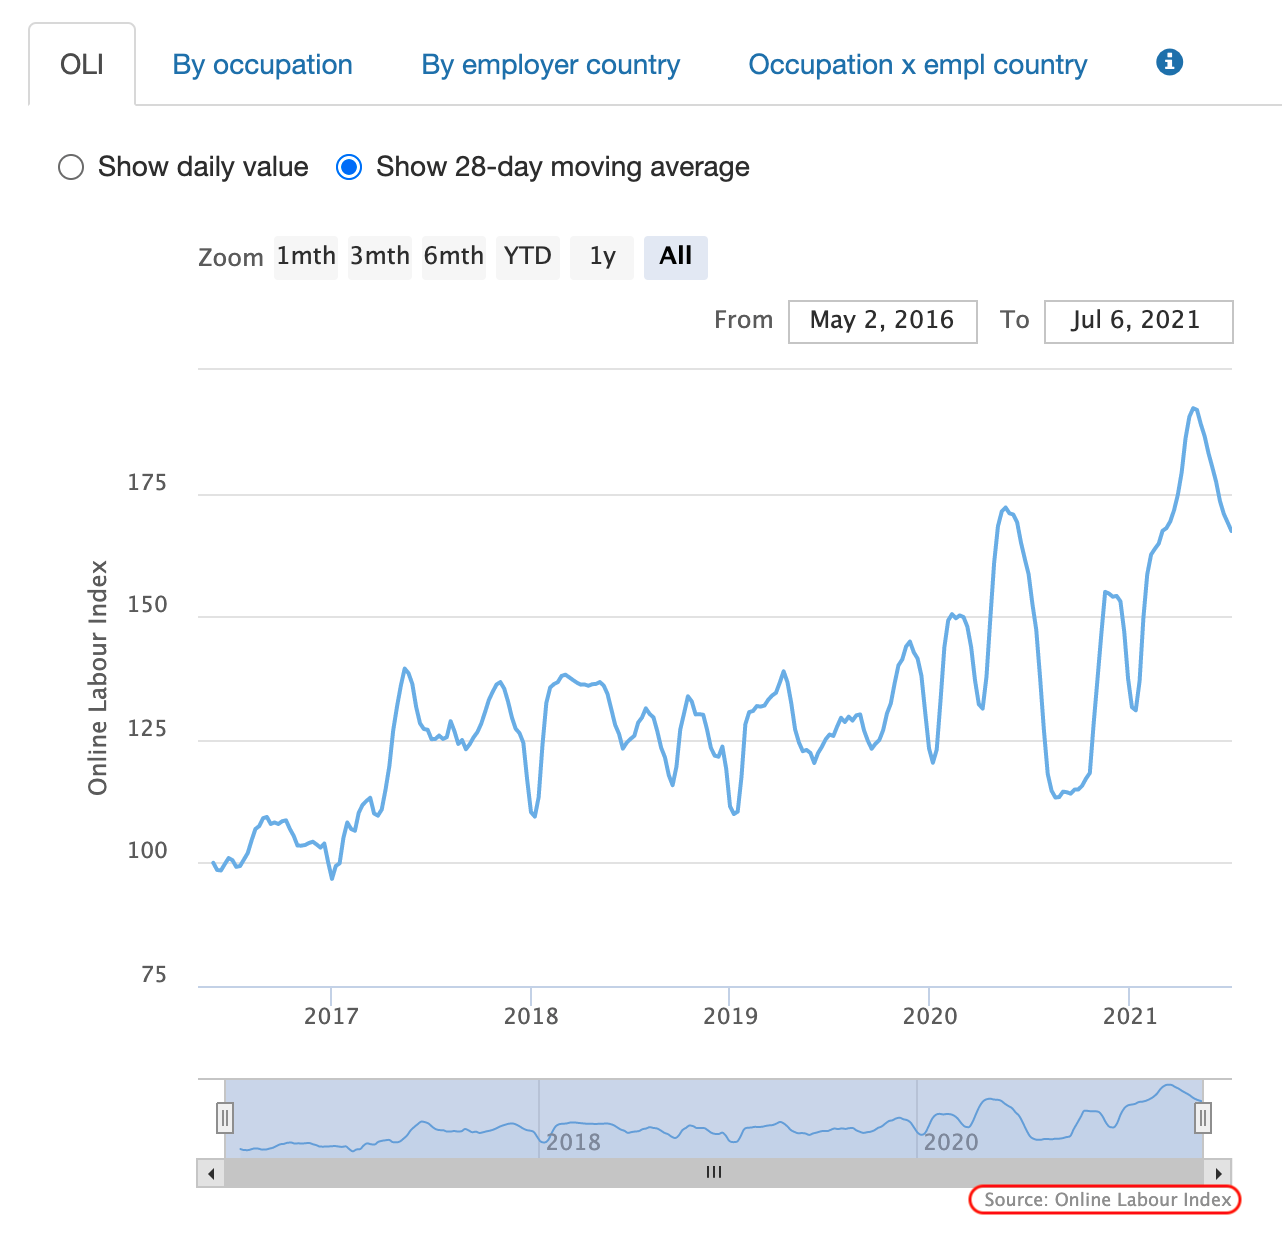 OLI By occupation By employer country Occupation x empl country
Show daily value Show 28-day moving average
Zoom 1mth 3mth 6mth YTD 1y All
From May 2, 2016 To Jul 6, 2021
175
150
125
100
75
Online Labour Index
2017 2018 2019 2020 2021
2018 2020
Source: Online Labour Index